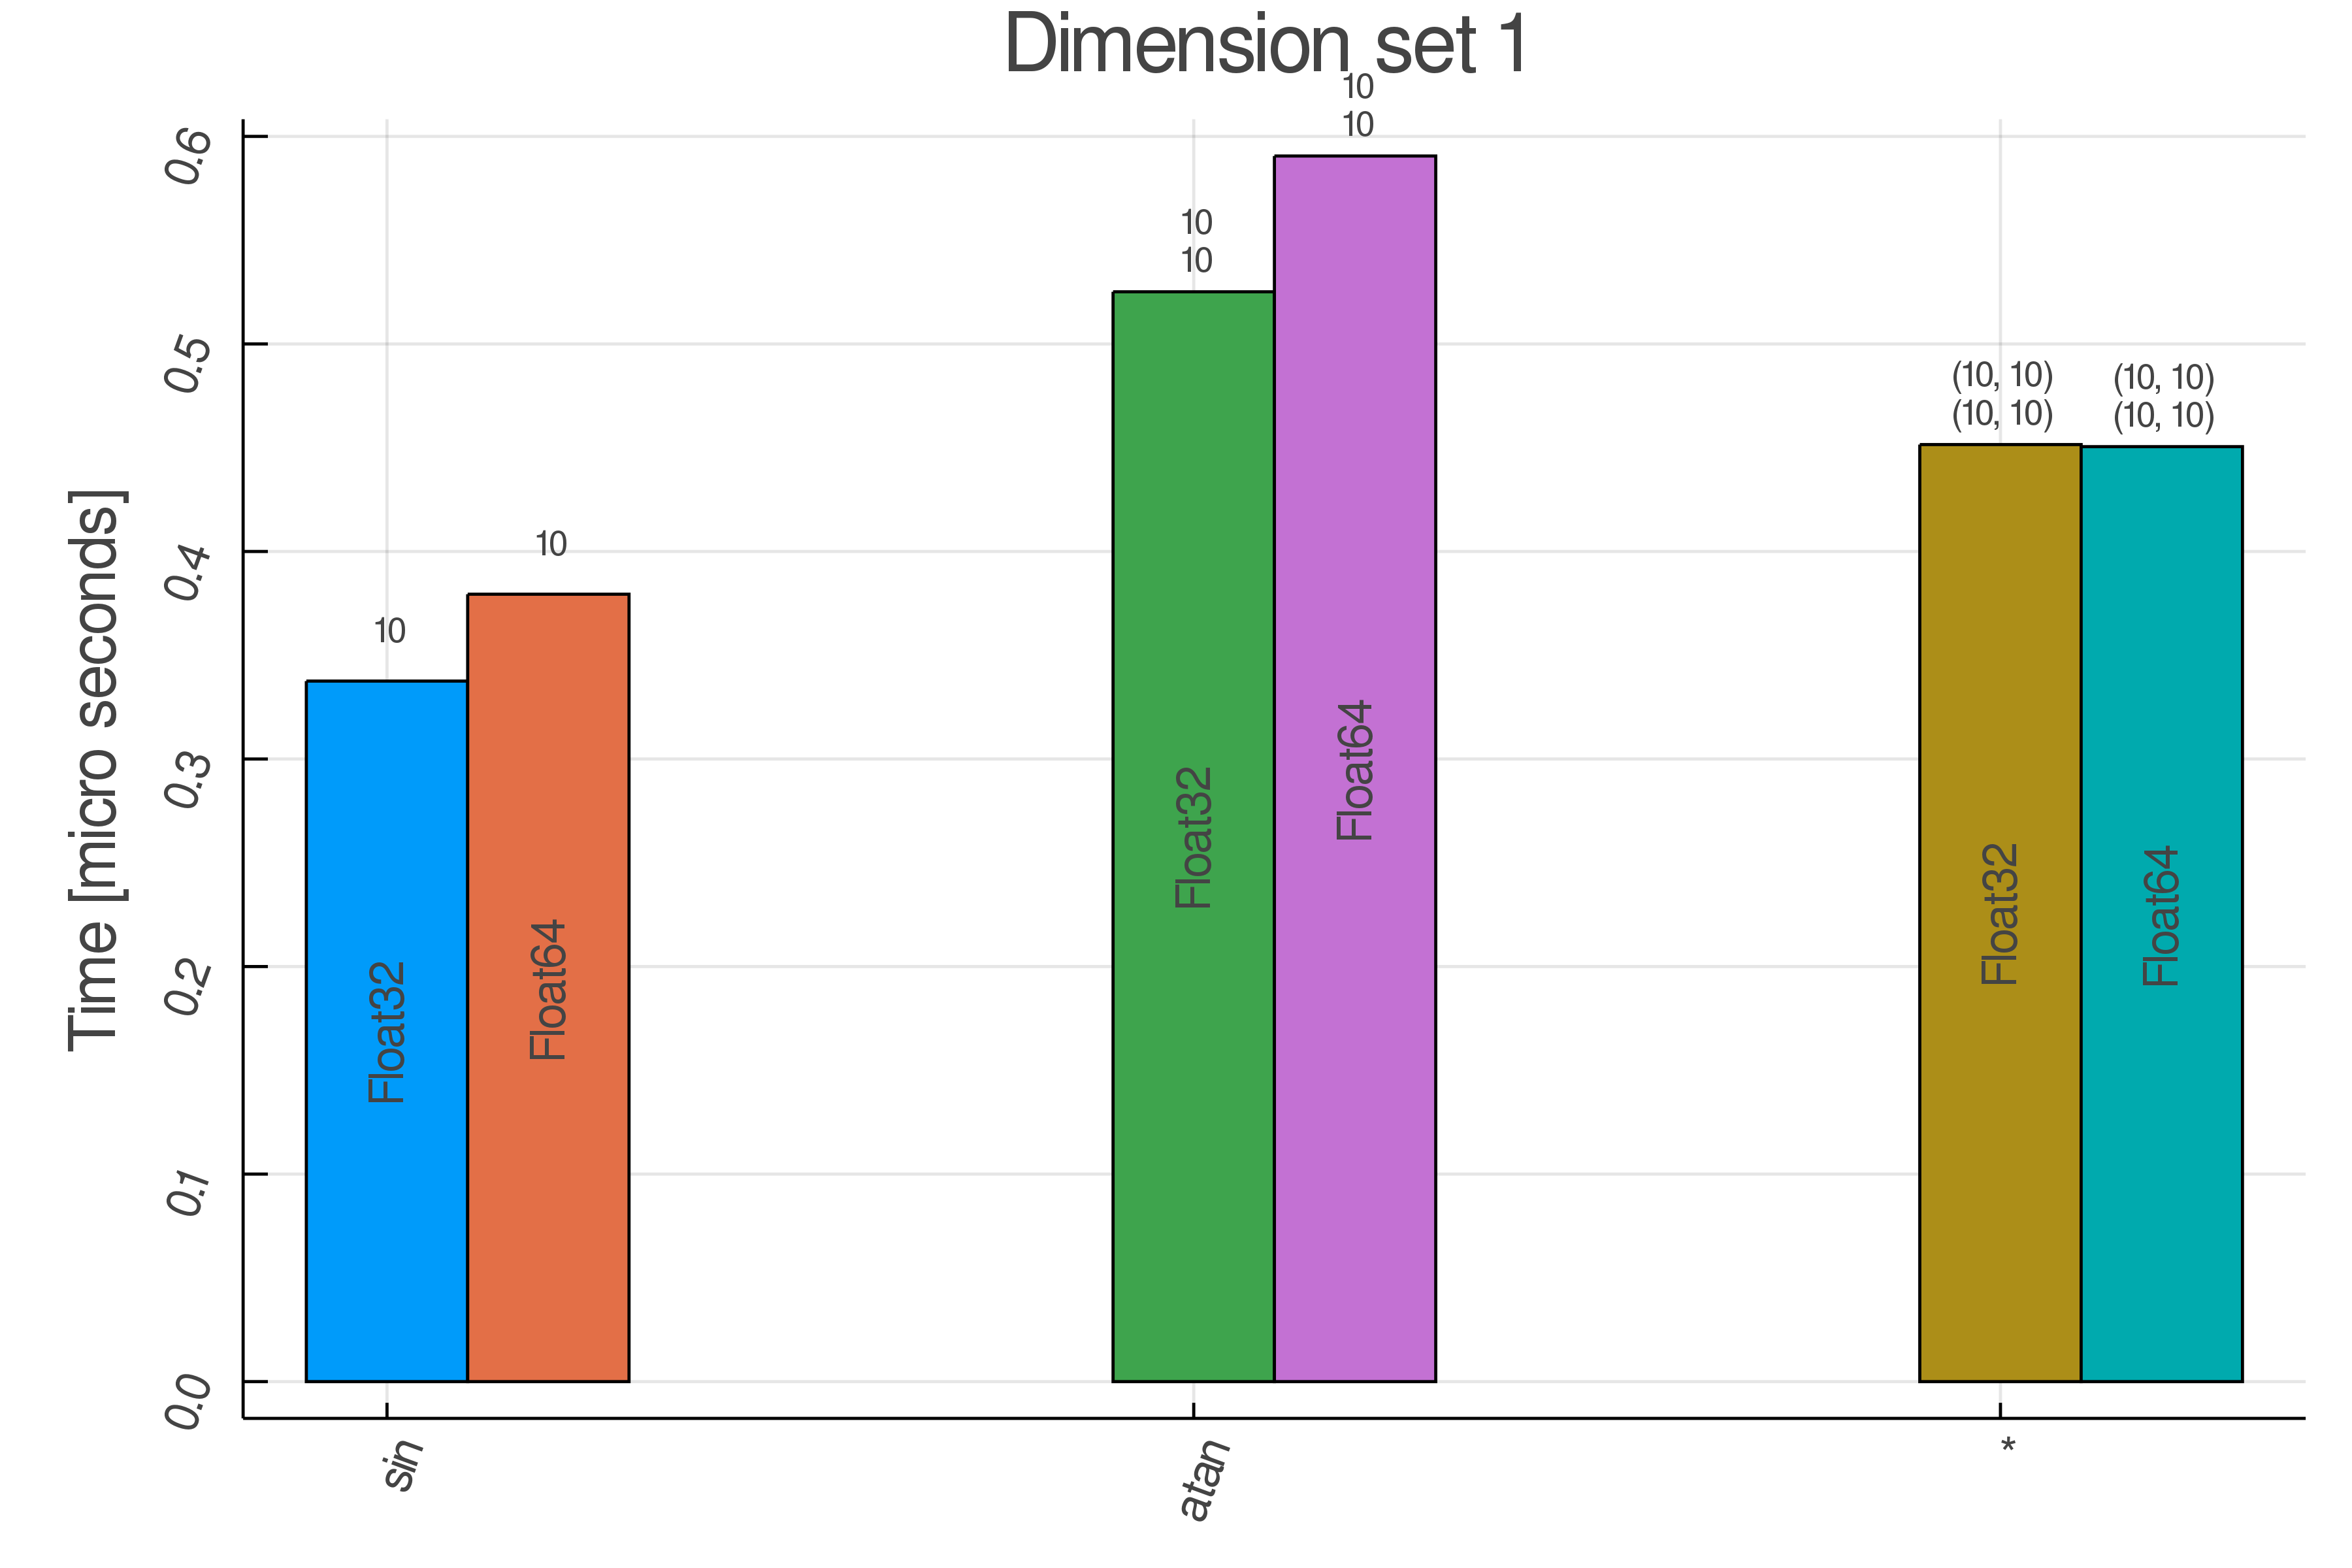 Dimension set 1
Time [micro seconds]
0.6
0.5
0.4
0.3
0.2
0.1
0.0
10
Float32
10
Float64
10
10
Float32
10
10
Float64
(10, 10)
(10, 10)
Float32
(10, 10)
(10, 10)
Float64
sin
atan
*